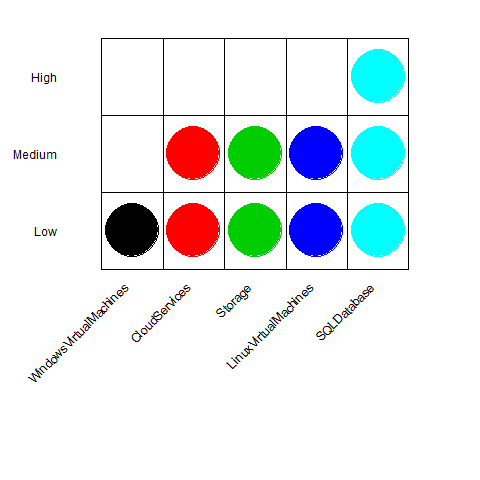 High
Medium
Low
WindowsVirtualMachines
CloudServices
Storage
LinuxVirtualMachines
SQLDatabase